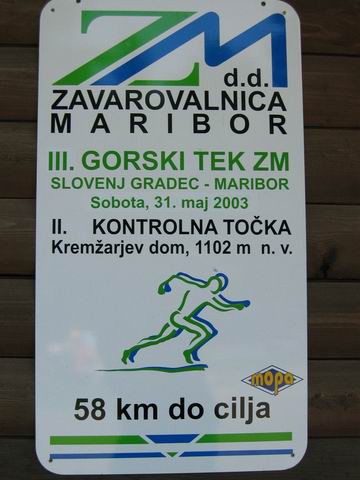 ZM d.d.
ZAVAROVALNICA
MARIBOR
III. GORSKI TEK ZM
SLOVENJ GRADEC - MARIBOR
Sobota, 31. maj 2003
II. KONTROLNA TOČKA
Kremžarjev dom, 1102 m n. v.
mopa
58 km do cilja